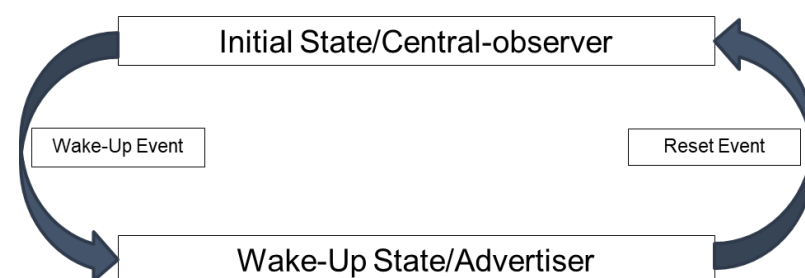 Initial State/Central-observer
Wake-Up Event
Reset Event
Wake-Up State/Advertiser